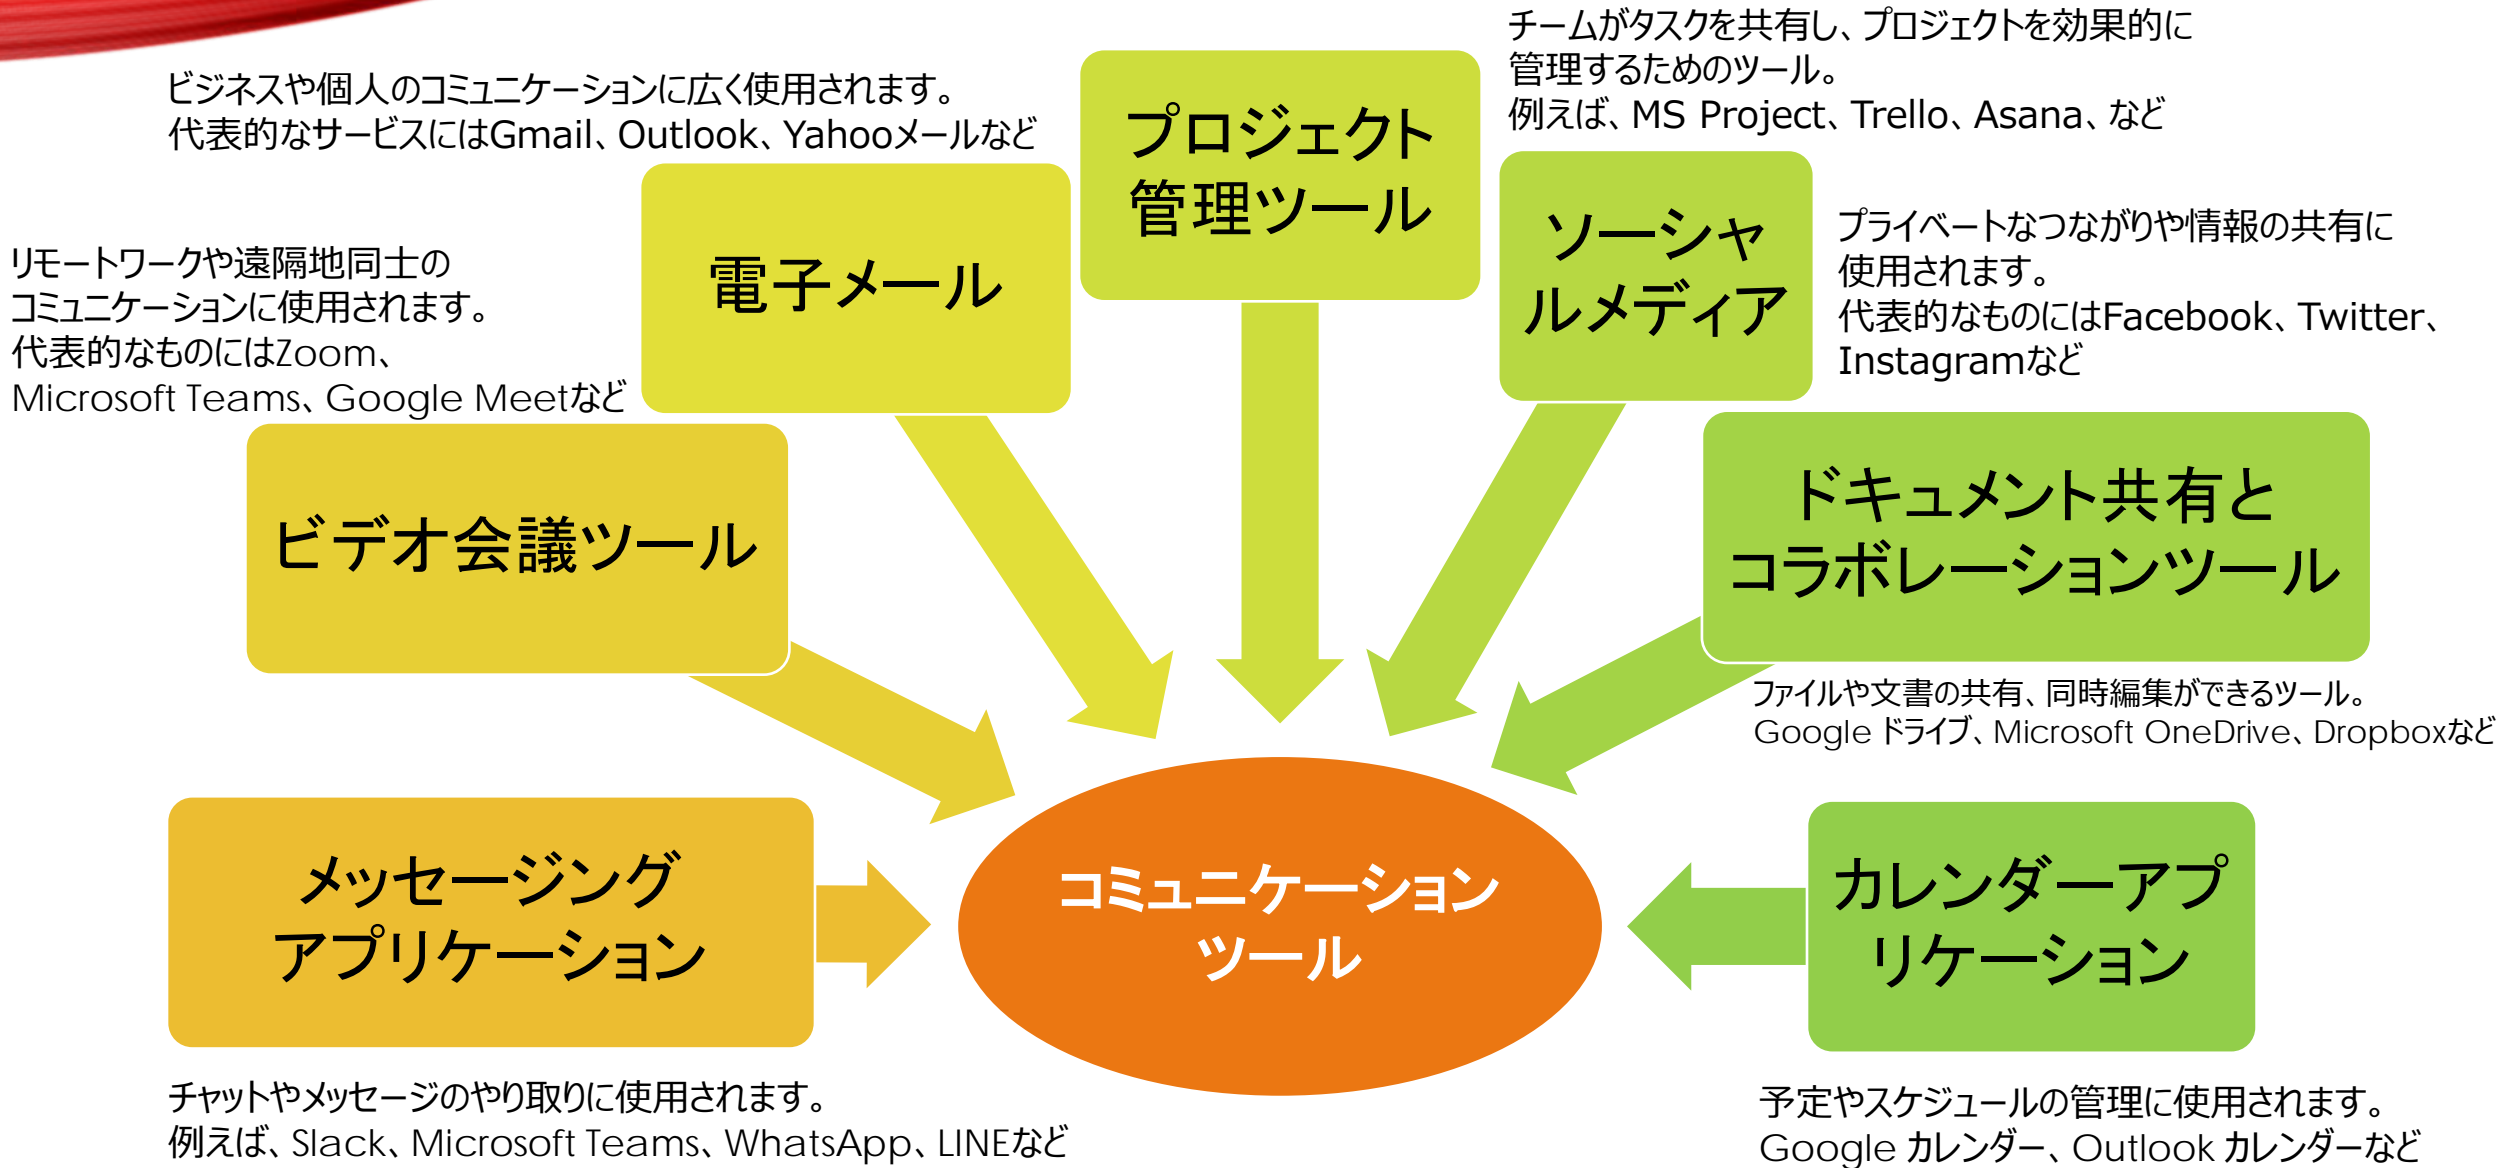 ビジネスや個人のコミュニケーションに広く使用されます。
代表的なサービスにはGmail、Outlook、Yahooメールなど
電子メール
プロジェクト
管理ツール
チームがタスクを共有し、プロジェクトを効果的に
管理するためのツール。
例えば、MS Project、Trello、Asana、など
ソーシャ
ルメディア
プライベートなつながりや情報の共有に
使用されます。
代表的なものにはFacebook、Twitter、
Instagramなど
リモートワークや遠隔地同士の
コミュニケーションに使用されます。
代表的なものにはZoom、
Microsoft Teams、Google Meetなど
ビデオ会議ツール
ドキュメント共有と
コラボレーションツール
ファイルや文書の共有、同時編集ができるツール。
Google ドライブ、Microsoft OneDrive、Dropboxなど
メッセージング
アプリケーション
チャットやメッセージのやり取りに使用されます。
例えば、Slack、Microsoft Teams、WhatsApp、LINEなど
コミュニケーション
ツール
カレンダーアプ
リケーション
予定やスケジュールの管理に使用されます。
Google カレンダー、Outlook カレンダーなど